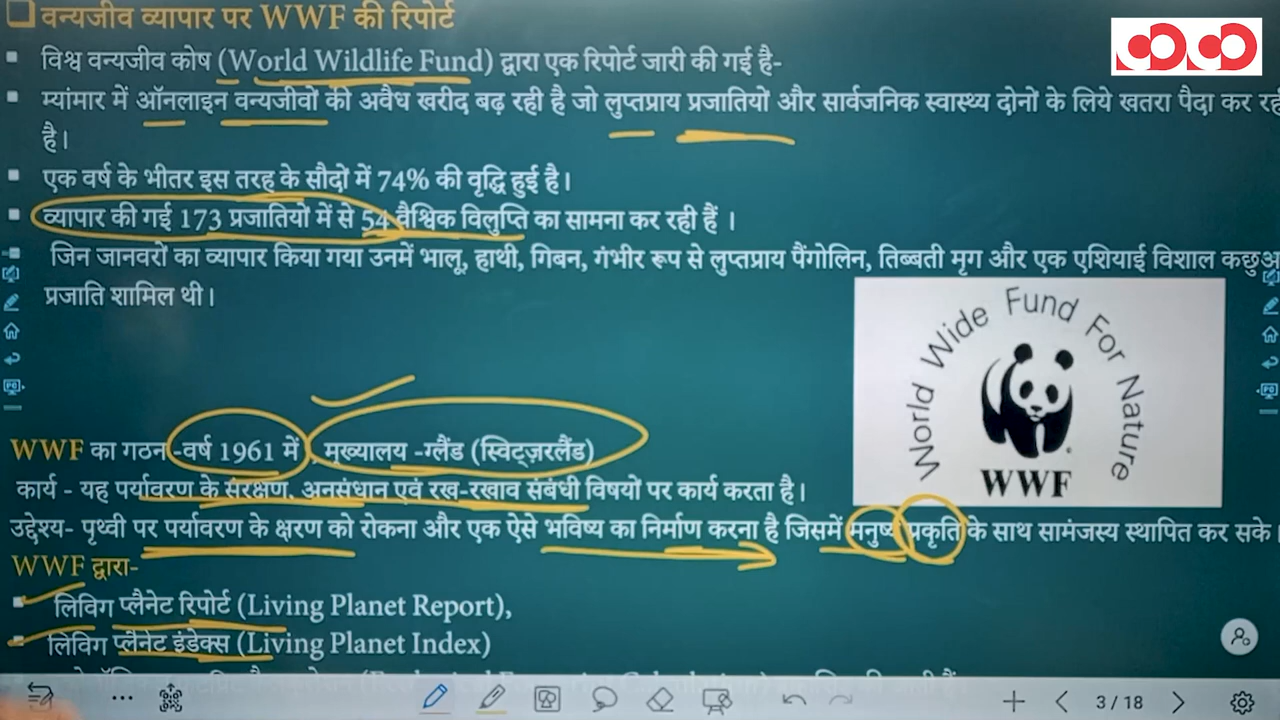 वन्यजीव व्यापार पर WWF की रिपोर्ट
विश्व वन्यजीव कोष (World Wildlife Fund) द्वारा एक रिपोर्ट जारी की गई है-
म्यांमार में ऑनलाइन वन्यजीवों की अवैध खरीद बढ़ रही है जो लुप्तप्राय प्रजातियों और सार्वजनिक स्वास्थ्य दोनों के लिये खतरा पैदा कर
है।
एक वर्ष के भीतर इस तरह के सौदों में 74% की वृद्धि हुई है।
व्यापार की गई 173 प्रजातियों में से 54 वैश्विक विलुप्ति का सामना कर रही हैं ।
जिन जानवरों का व्यापार किया गया उनमें भालू, हाथी, गिबन, गंभीर रूप से लुप्तप्राय पैंगोलिन, तिब्बती मृग और एक एशियाई विशाल
प्रजाति शामिल थी।
World Wide Fund For Nature
WWF
WWF का गठन -वर्ष 1961 में , मुख्यालय -ग्लैंड (स्विट्ज़रलैंड)
कार्य - यह पर्यावरण के संरक्षण, अनुसंधान एवं रख-रखाव संबंधी विषयों पर कार्य करता है।
उद्देश्य- पृथ्वी पर पर्यावरण के क्षरण को रोकना और एक ऐसे भविष्य का निर्माण करना है जिसमें मनुष्य प्रकृति के साथ सामंजस्य स्थापित कर सके।
WWF द्वारा-
लिविंग प्लैनेट रिपोर्ट (Living Planet Report),
लिविंग प्लैनेट इंडेक्स (Living Planet Index)
3 / 18